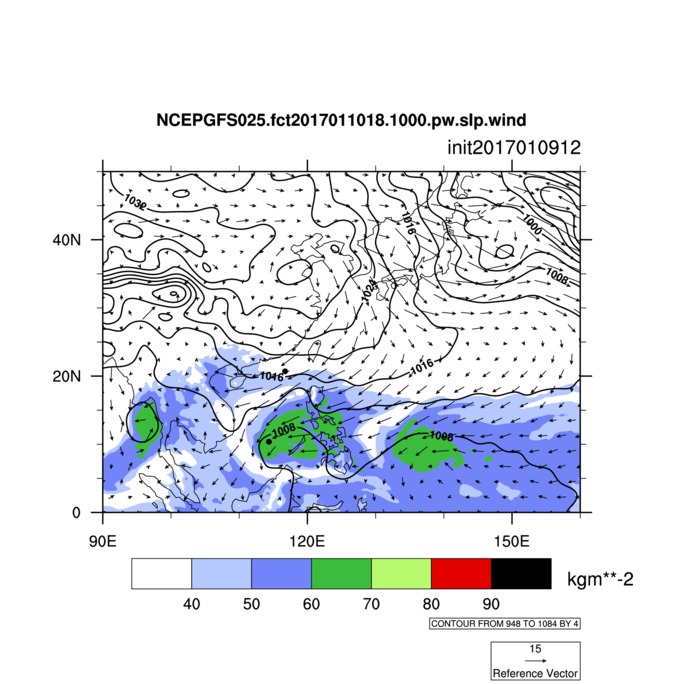 NCEPGFS025.fct2017011018.1000.pw.slp.wind
init2017010912
1032
1016
1000
40N
1008
1024
1016
20N
1016
1008
1008
0
90E 120E 150E
kgm**-2
40 50 60 70 80 90
CONTOUR FROM 948 TO 1084 BY 4
15
Reference Vector